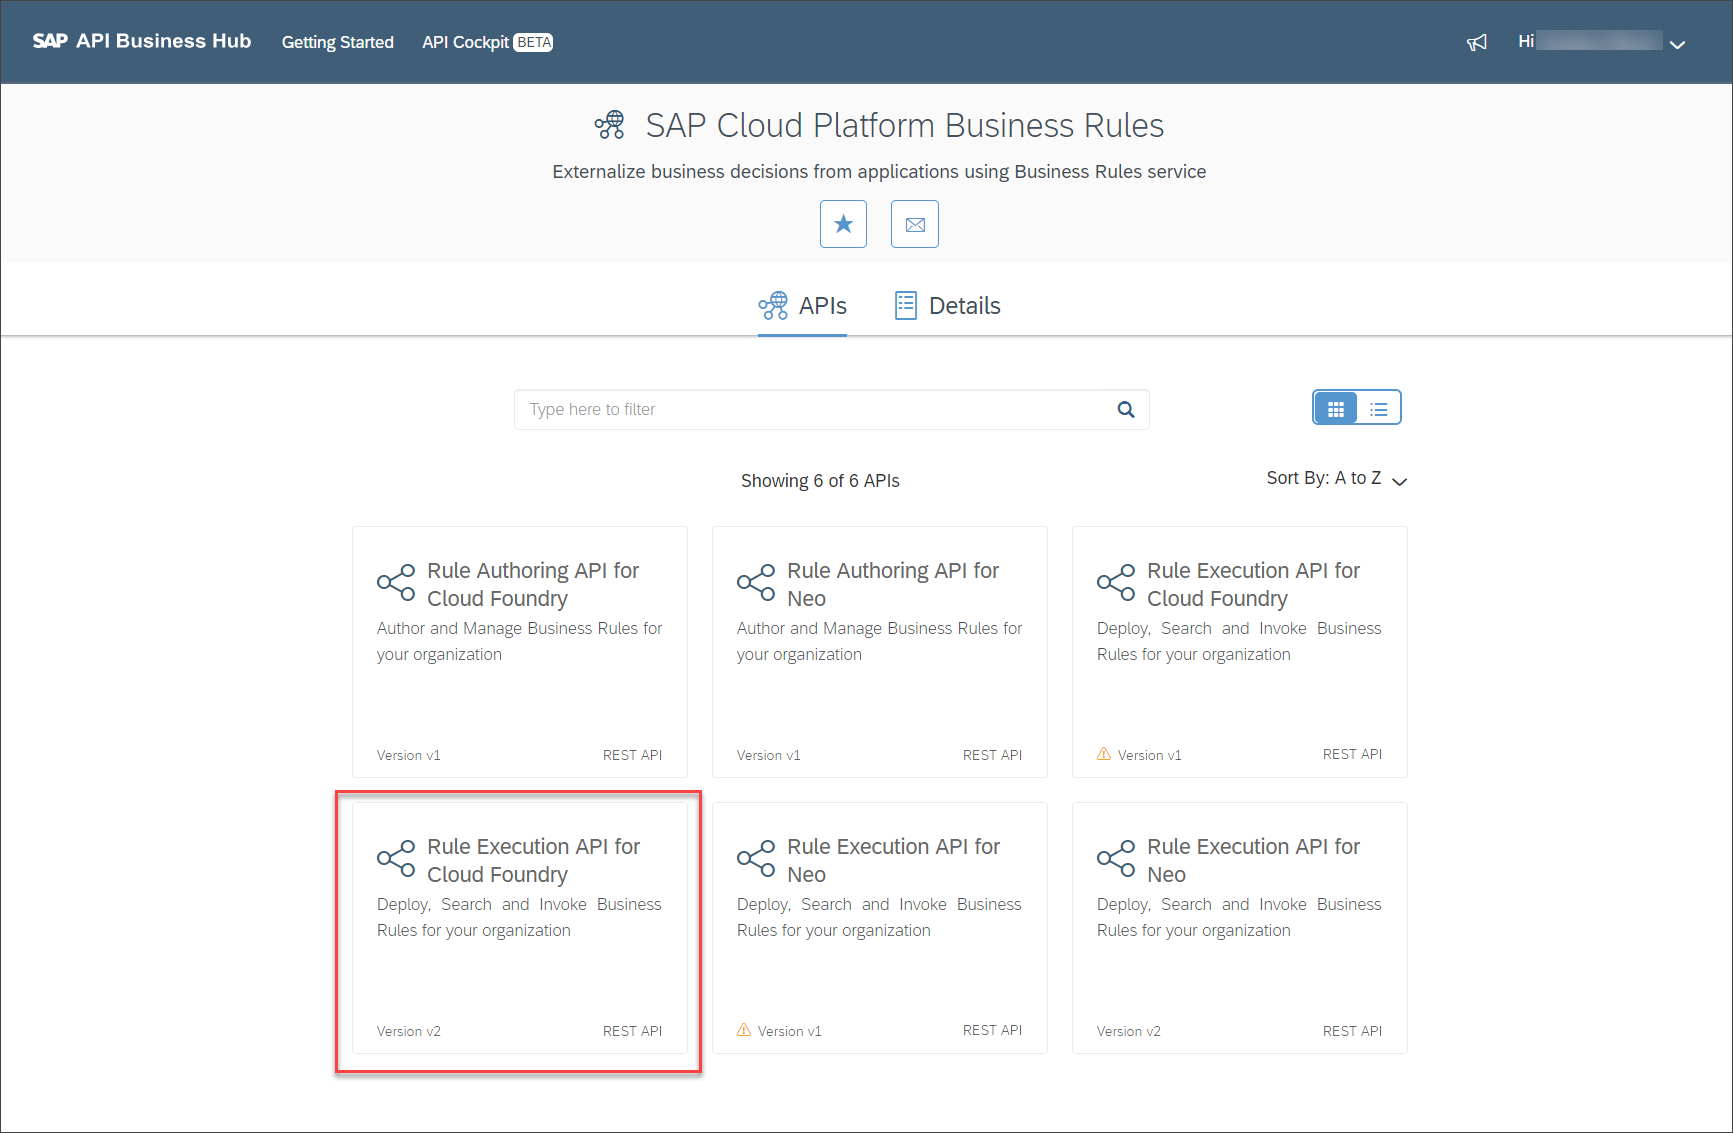 SAP API Business Hub Getting Started API Cockpit BETA Hi
SAP Cloud Platform Business Rules
Externalize business decisions from applications using Business Rules service
APIs Details
Type here to filter
Showing 6 of 6 APIs Sort By: A to Z
Rule Authoring API for
Cloud Foundry
Author and Manage Business Rules for
your organization
Version v1 REST API
Rule Authoring API for
Neo
Author and Manage Business Rules for
your organization
Version v1 REST API
Rule Execution API for
Cloud Foundry
Deploy, Search and Invoke Business
Rules for your organization
Version v1 REST API
Rule Execution API for
Cloud Foundry
Deploy, Search and Invoke Business
Rules for your organization
Version v2 REST API
Rule Execution API for
Neo
Deploy, Search and Invoke Business
Rules for your organization
Version v1 REST API
Rule Execution API for
Neo
Deploy, Search and Invoke Business
Rules for your organization
Version v2 REST API